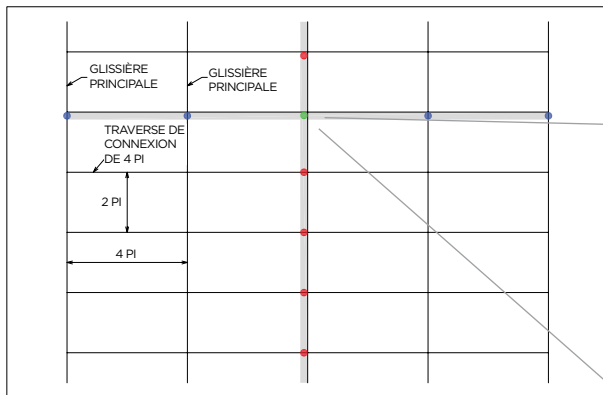 GLISSIÈRE
PRINCIPALE
GLISSIÈRE
PRINCIPALE
TRAVERSE DE
CONNEXION
DE 4 PI
2 PI
4 PI